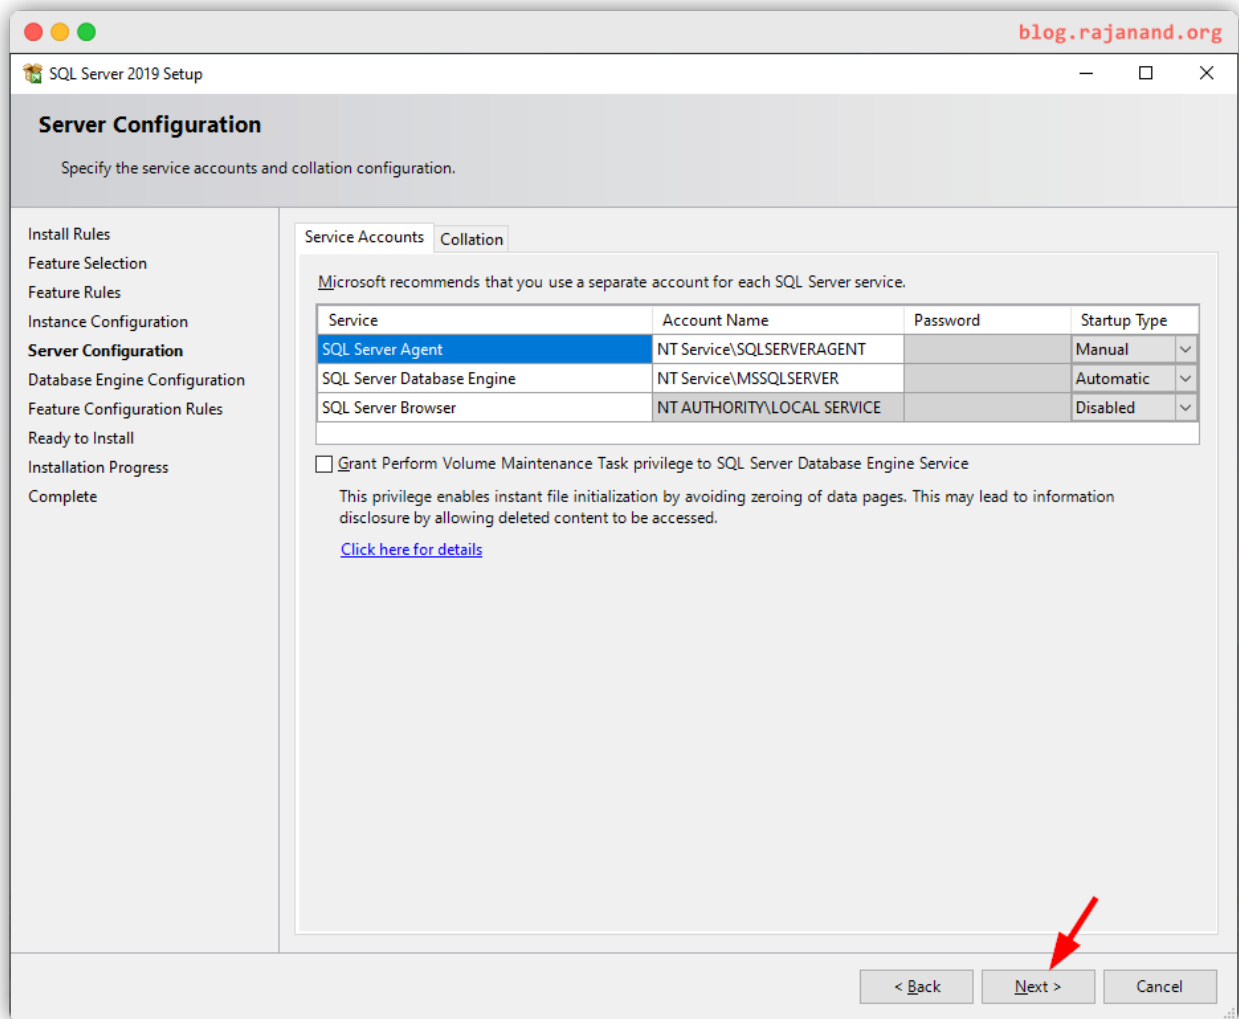 blog.rajanand.org
SQL Server 2019 Setup
Server Configuration
Specify the service accounts and collation configuration.
Install Rules
Feature Selection
Feature Rules
Instance Configuration
Server Configuration
Database Engine Configuration
Feature Configuration Rules
Ready to Install
Installation Progress
Complete
Service Accounts Collation
Microsoft recommends that you use a separate account for each SQL Server service.
Service Account Name Password Startup Type
SQL Server Agent NT Service\SQLSERVERAGENT Manual
SQL Server Database Engine NT Service\MSSQLSERVER Automatic
SQL Server Browser NT AUTHORITY\LOCAL SERVICE Disabled
Grant Perform Volume Maintenance Task privilege to SQL Server Database Engine Service
This privilege enables instant file initialization by avoiding zeroing of data pages. This may lead to information
disclosure by allowing deleted content to be accessed.
Click here for details
< Back Next > Cancel